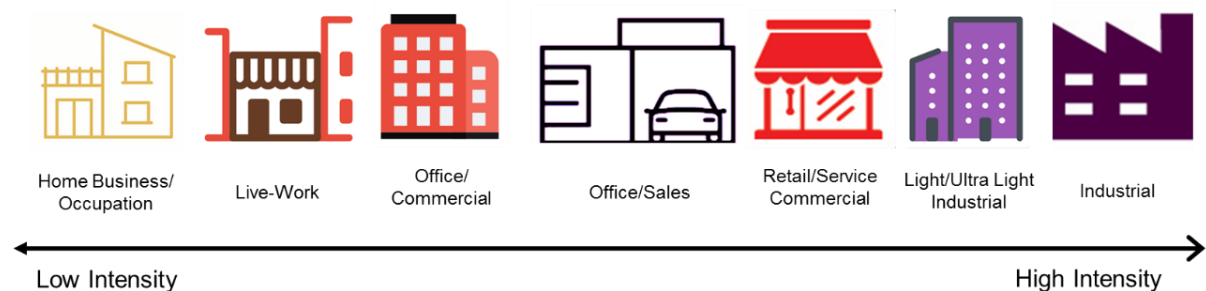 Home Business/
Occupation
Live-Work
Office/
Commercial
Office/Sales
Retail/Service
Commercial
Light/Ultra Light
Industrial
Industrial
Low Intensity
High Intensity